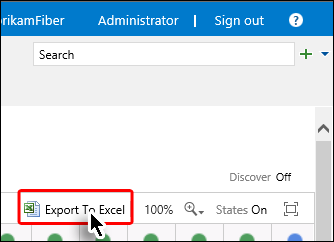 rikamFiber Administrator | Sign out ?
Search
Discover Off
Export To Excel 100% States On